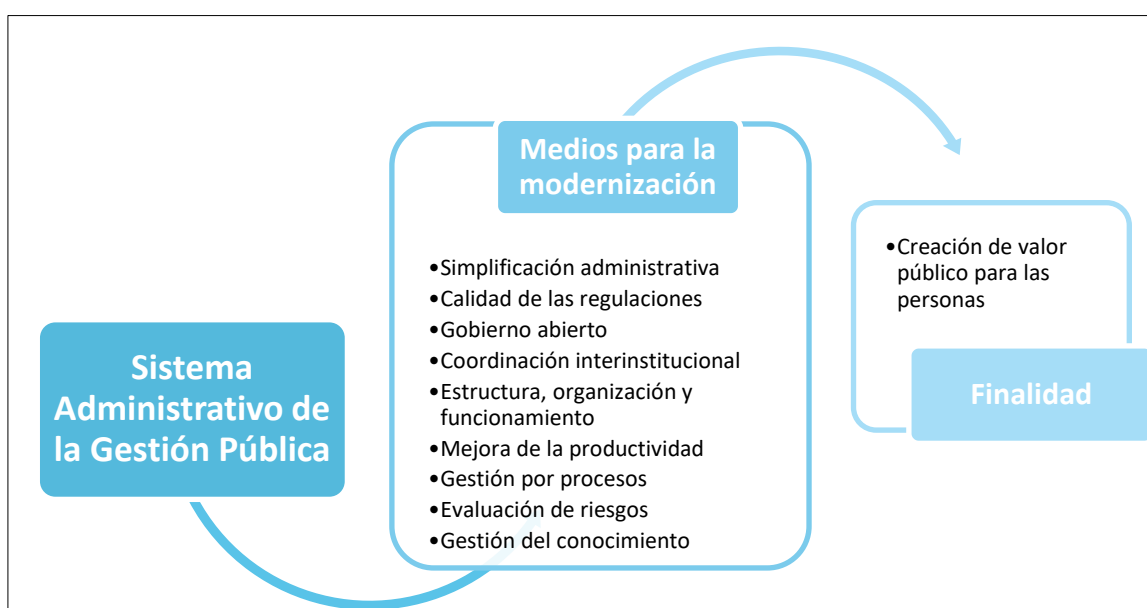 Sistema
Administrativo de
la Gestión Pública
Medios para la
modernización
•Simplificación administrativa
•Calidad de las regulaciones
•Gobierno abierto
•Coordinación interinstitucional
•Estructura, organización y
funcionamiento
•Mejora de la productividad
•Gestión por procesos
•Evaluación de riesgos
•Gestión del conocimiento
•Creación de valor
público para las
personas
Finalidad